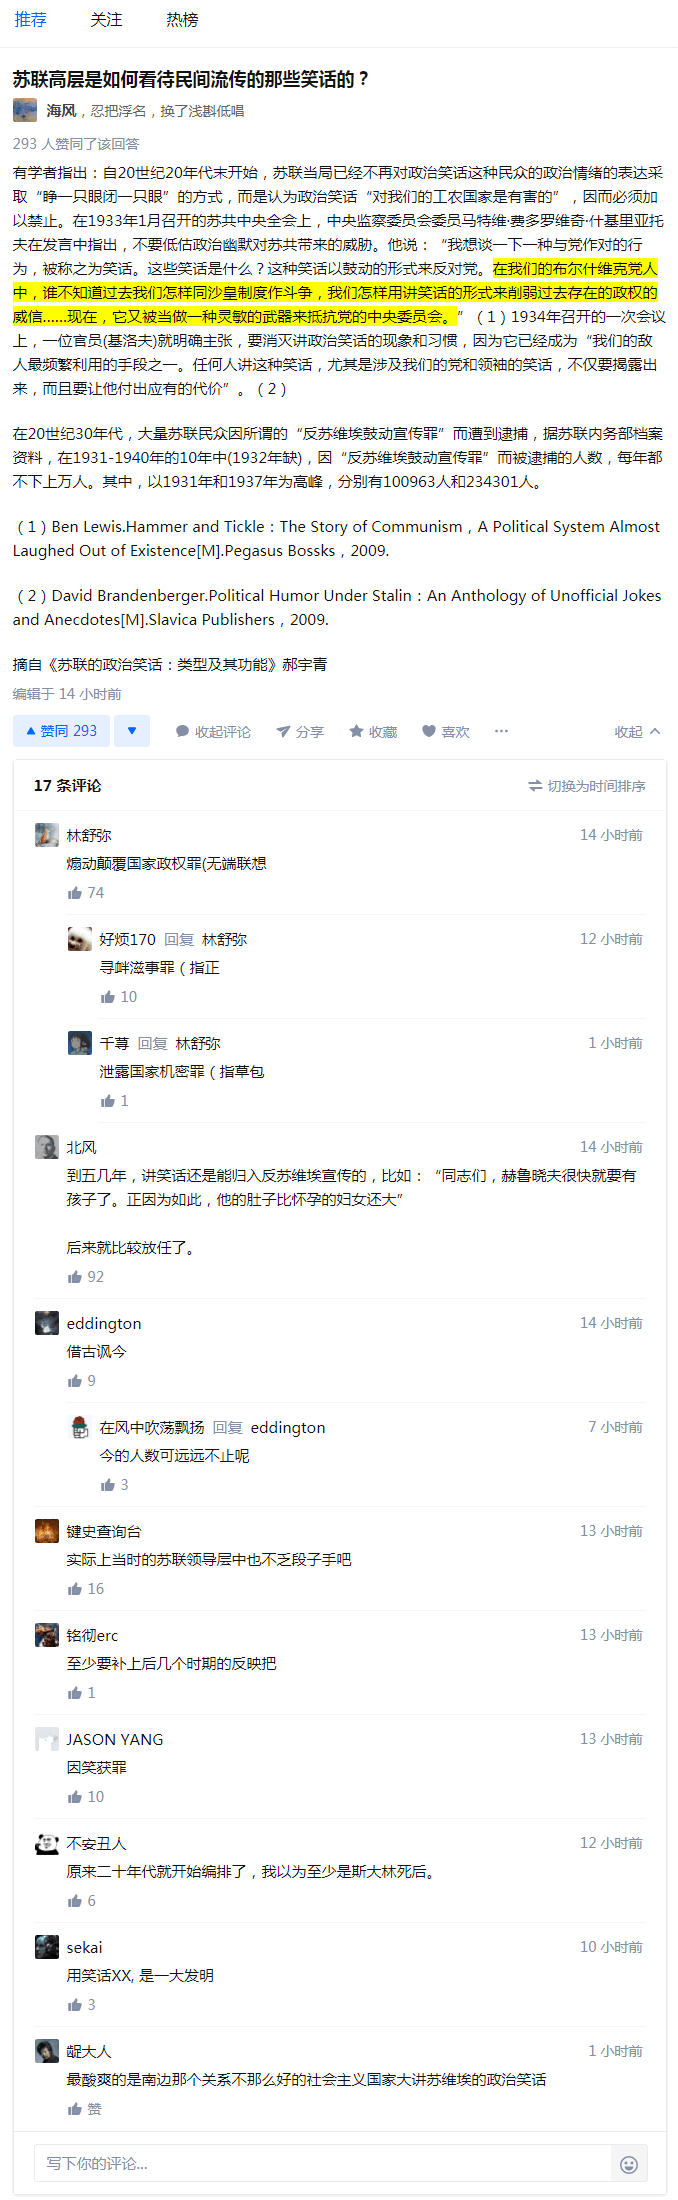 推荐 关注 热榜
苏联高层是如何看待民间流传的那些笑话的？
海风，忍把浮名，换了浅斟低唱
293 人赞同了该回答
有学者指出：自20世纪20年代末开始，苏联当局已经不再对政治笑话这种民众的政治情绪的表达采
取“睁一只眼闭一只眼”的方式，而是认为政治笑话“对我们的工农国家是有害的”，因而必须加
以禁止。在1933年1月召开的苏共中央全会上，中央监察委员会委员马特维·费多罗维奇·什基里亚托
夫在发言中指出，不要低估政治幽默对苏共带来的威胁。他说：“我想谈一下一种与党作对的行
为，被称之为笑话。这些笑话是什么？这种笑话以鼓动的形式来反对党。在我们的布尔什维克党人
中，谁不知道过去我们怎样同沙皇制度作斗争，我们怎样用讲笑话的形式来削弱过去存在的政权的
威信......现在，它又被当做一种灵敏的武器来抵抗党的中央委员会。”（1）1934年召开的一次会议
上，一位官员(基洛夫)就明确主张，要消灭讲政治笑话的现象和习惯，因为它已经成为“我们的敌
人最频繁利用的手段之一。任何人讲这种笑话，尤其是涉及我们的党和领袖的笑话，不仅要揭露出
来，而且要让他付出应有的代价”。（2）
在20世纪30年代，大量苏联民众因所谓的“反苏维埃鼓动宣传罪”而遭到逮捕，据苏联内务部档案
资料，在1931-1940年的10年中(1932年缺)，因“反苏维埃鼓动宣传罪”而被逮捕的人数，每年都
不下上万人。其中，以1931年和1937年为高峰，分别有100963人和234301人。
（1）Ben Lewis.Hammer and Tickle：The Story of Communism，A Political System Almost
Laughed Out of Existence[M].Pegasus Bossks，2009.
（2）David Brandenberger.Political Humor Under Stalin：An Anthology of Unofficial Jokes
and Anecdotes[M].Slavica Publishers，2009.
摘自《苏联的政治笑话：类型及其功能》郝宇青
编辑于 14 小时前
赞同 293 收起评论 分享 收藏 喜欢 ··· 收起
17 条评论 切换为时间排序
林舒弥 14 小时前
煽动颠覆国家政权罪(无端联想
74
好烦170 回复 林舒弥 12 小时前
寻衅滋事罪（指正
10
千荨 回复 林舒弥 1 小时前
泄露国家机密罪（指草包
1
北风 14 小时前
到五几年，讲笑话还是能归入反苏维埃宣传的，比如：“同志们，赫鲁晓夫很快就要有
孩子了。正因为如此，他的肚子比怀孕的妇女还大”
后来就比较放任了。
92
eddington 14 小时前
借古讽今
9
在风中吹荡飘扬 回复 eddington 7 小时前
今的人数可远远不止呢
3
键史查询台 13 小时前
实际上当时的苏联领导层中也不乏段子手吧
16
铭彻erc 13 小时前
至少要补上后几个时期的反映把
1
JASON YANG 13 小时前
因笑获罪
10
不安丑人 12 小时前
原来二十年代就开始编排了，我以为至少是斯大林死后。
6
sekai 10 小时前
用笑话XX, 是一大发明
3
龊大人 1 小时前
最酸爽的是南边那个关系不那么好的社会主义国家大讲苏维埃的政治笑话
赞
写下你的评论...